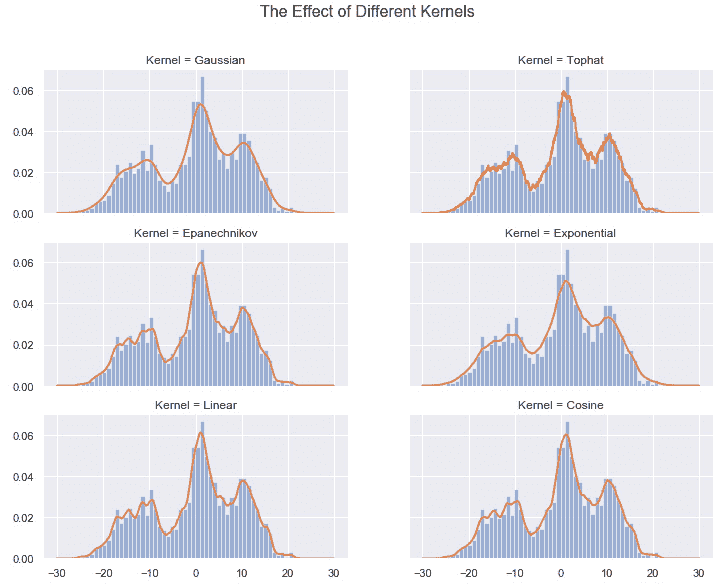 The Effect of Different Kernels
Kernel = Gaussian
Kernel = Tophat
0.06
0.04
0.02
0.00
Kernel = Epanechnikov
Kernel = Exponential
0.06
0.04
0.02
0.00
Kernel = Linear
Kernel = Cosine
0.06
0.04
0.02
0.00
−30 −20 −10 0 10 20 30
−30 −20 −10 0 10 20 30